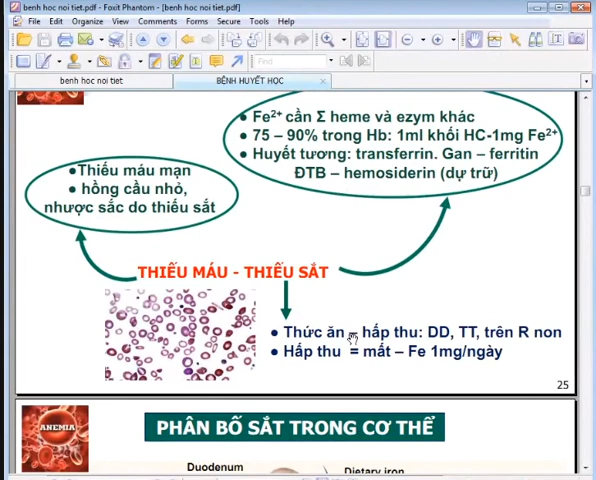 benh hoc noi tiet.pdf - Foxit Phantom - [benh hoc noi tiet.pdf]
File Edit Organize View Comments Forms Secure Tools Help
Find
benh hoc noi tiet
BỆNH HUYẾT HỌC
• Fe2+ cần Σ heme và ezym khác
• 75 – 90% trong Hb: 1ml khối HC-1mg Fe2+
• Huyết tương: transferrin. Gan – ferritin
ĐTB – hemosiderin (dự trữ)
•Thiếu máu mạn
• hồng cầu nhỏ,
nhược sắc do thiếu sắt
THIẾU MÁU - THIẾU SẮT
• Thức ăn – hấp thu: DD, TT, trên R non
• Hấp thu = mất – Fe 1mg/ngày
25
ANEMIA
PHÂN BỐ SẮT TRONG CƠ THỂ
Duodenum
Dietary iron